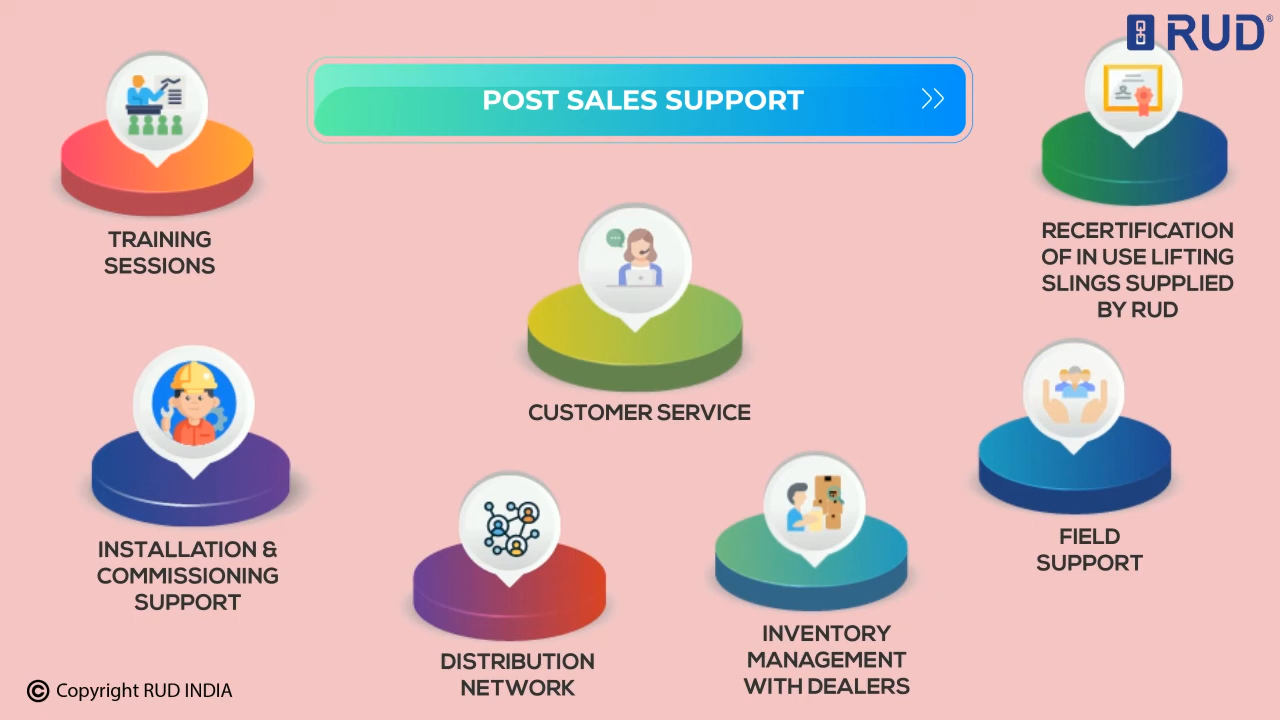 RUD®
POST SALES SUPPORT
TRAINING
SESSIONS
RECERTIFICATION
OF IN USE LIFTING
SLINGS SUPPLIED
BY RUD
CUSTOMER SERVICE
INSTALLATION &
COMMISSIONING
SUPPORT
FIELD
SUPPORT
DISTRIBUTION
NETWORK
INVENTORY
MANAGEMENT
WITH DEALERS
© Copyright RUD INDIA